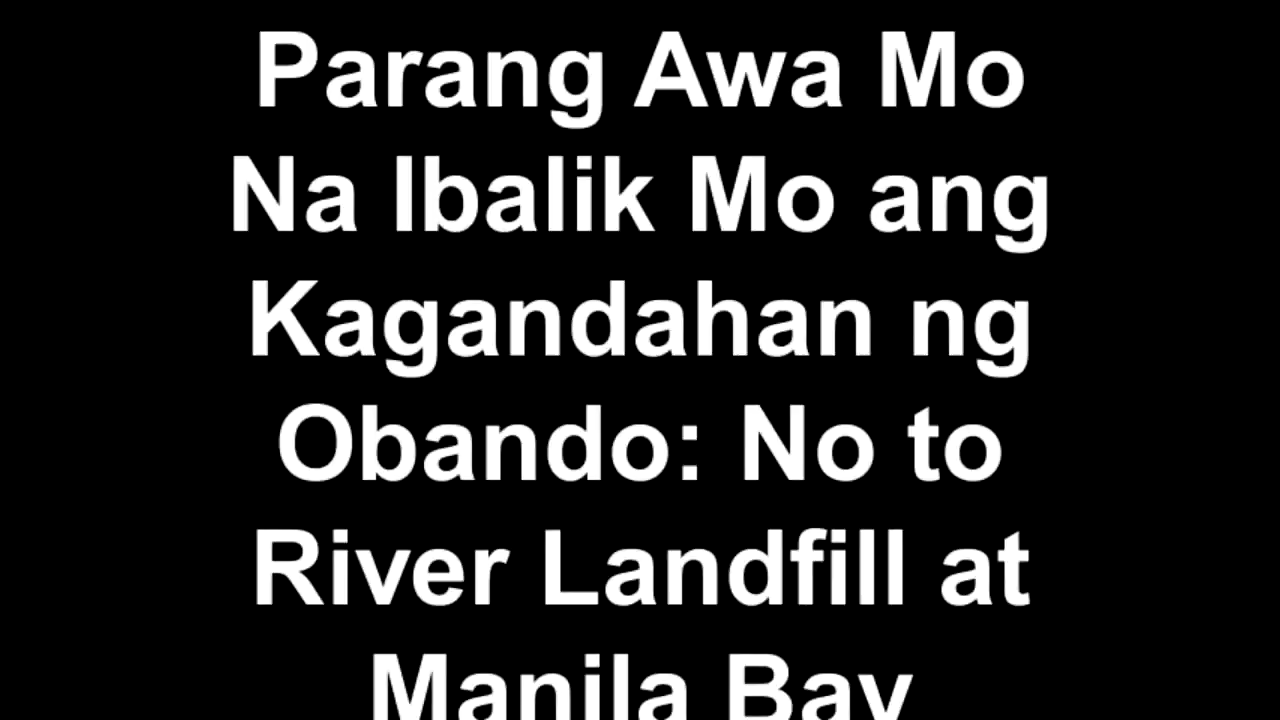 Parang Awa Mo
Na Ibalik Mo ang
Kagandahan ng
Obando: No to
River Landfill at
Manila Bay